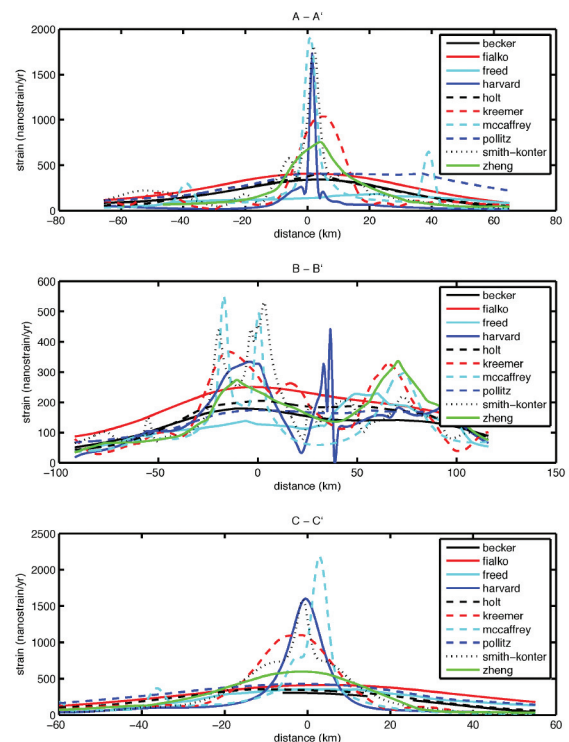 A − A'
2000
1500
1000
500
0
strain (nanostrain/yr)
−80 −60 −40 −20 0 20 40 60 80
distance (km)
becker
fialko
freed
harvard
holt
kreemer
mccaffrey
pollitz
smith−konter
zheng
B − B'
600
500
400
300
200
100
0
strain (nanostrain/yr)
−100 −50 0 50 100 150
distance (km)
becker
fialko
freed
harvard
holt
kreemer
mccaffrey
pollitz
smith−konter
zheng
C − C'
2500
2000
1500
1000
500
0
strain (nanostrain/yr)
−60 −40 −20 0 20 40 60
distance (km)
becker
fialko
freed
harvard
holt
kreemer
mccaffrey
pollitz
smith−konter
zheng